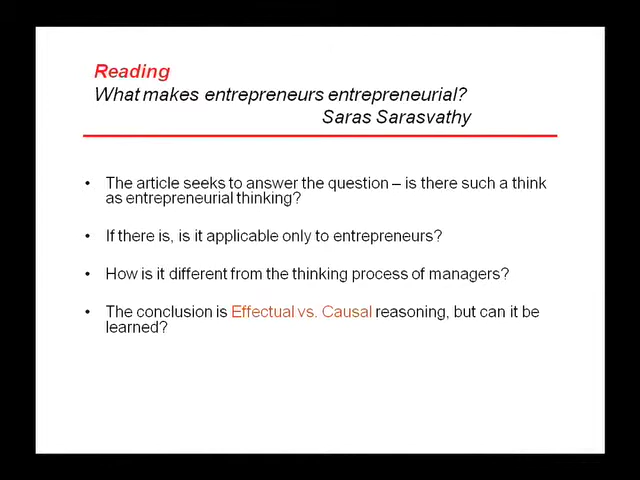 Reading
What makes entrepreneurs entrepreneurial?
Saras Sarasvathy
• The article seeks to answer the question – is there such a think
as entrepreneurial thinking?
• If there is, is it applicable only to entrepreneurs?
• How is it different from the thinking process of managers?
• The conclusion is Effectual vs. Causal reasoning, but can it be
learned?